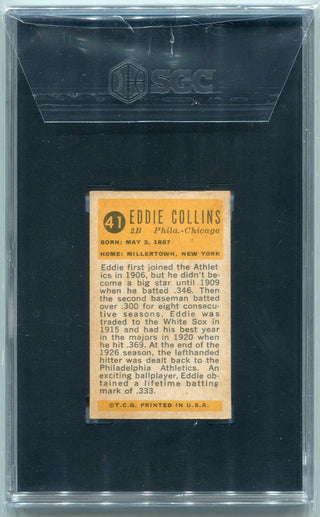 SGC
41
EDDIE COLLINS
2B Phila.-Chicago
BORN: MAY 2, 1887
HOME: MILLERTOWN, NEW YORK
Eddie first joined the Athlet-
ics in 1906, but he didn't be-
come a big star until 1909
when he batted .346. Then
the second baseman batted
over .300 for eight consecu-
tive seasons. Eddie was
traded to the White Sox in
1915 and had his best year
in the majors in 1920 when
he hit .369. At the end of the
1926 season, the lefthanded
hitter was dealt back to the
Philadelphia Athletics. An
exciting ballplayer, Eddie ob-
tained a lifetime batting
mark of .333.
©T.C.G. PRINTED IN U.S.A.